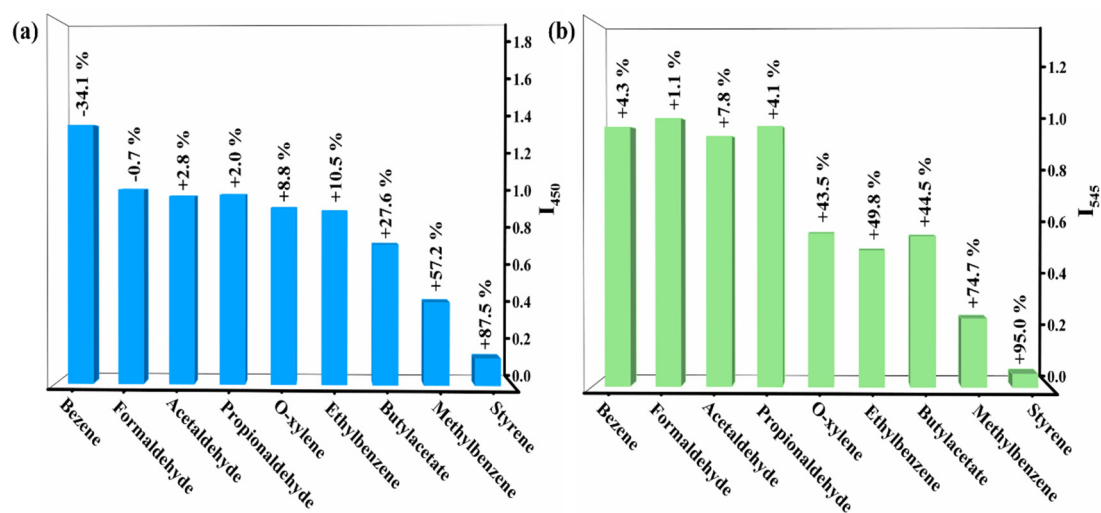 (a)
-34.1 %
-0.7 %
+2.8 %
+2.0 %
+8.8 %
+10.5 %
+27.6 %
+57.2 %
+87.5 %
1.8
1.6
1.4
1.2
1.0
0.8
0.6
0.4
0.2
0.0
I450
Bezene
Formaldehyde
Acetaldehyde
Propionaldehyde
O-xylene
Ethylbenzene
Butylacetate
Methylbenzene
Styrene
(b)
+4.3 %
+1.1 %
+7.8 %
+4.1 %
+43.5 %
+49.8 %
+44.5 %
+74.7 %
+95.0 %
1.2
1.0
0.8
0.6
0.4
0.2
0.0
I545
Bezene
Formaldehyde
Acetaldehyde
Propionaldehyde
O-xylene
Ethylbenzene
Butylacetate
Methylbenzene
Styrene